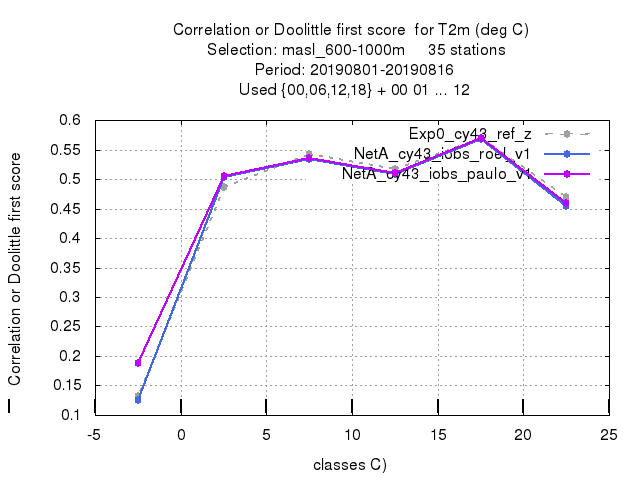 Correlation or Doolittle first score  for T2m (deg C)
Selection: masl_600-1000m     35 stations
Period: 20190801-20190816
Used {00,06,12,18} + 00 01 ... 12
Exp0_cy43_ref_z
NetA_cy43_iobs_roel_v1
NetA_cy43_iobs_paulo_v1
0.6
0.55
0.5
0.45
0.4
0.35
0.3
0.25
0.2
0.15
0.1
Correlation or Doolittle first score
-5
0
5
10
15
20
25
classes C)